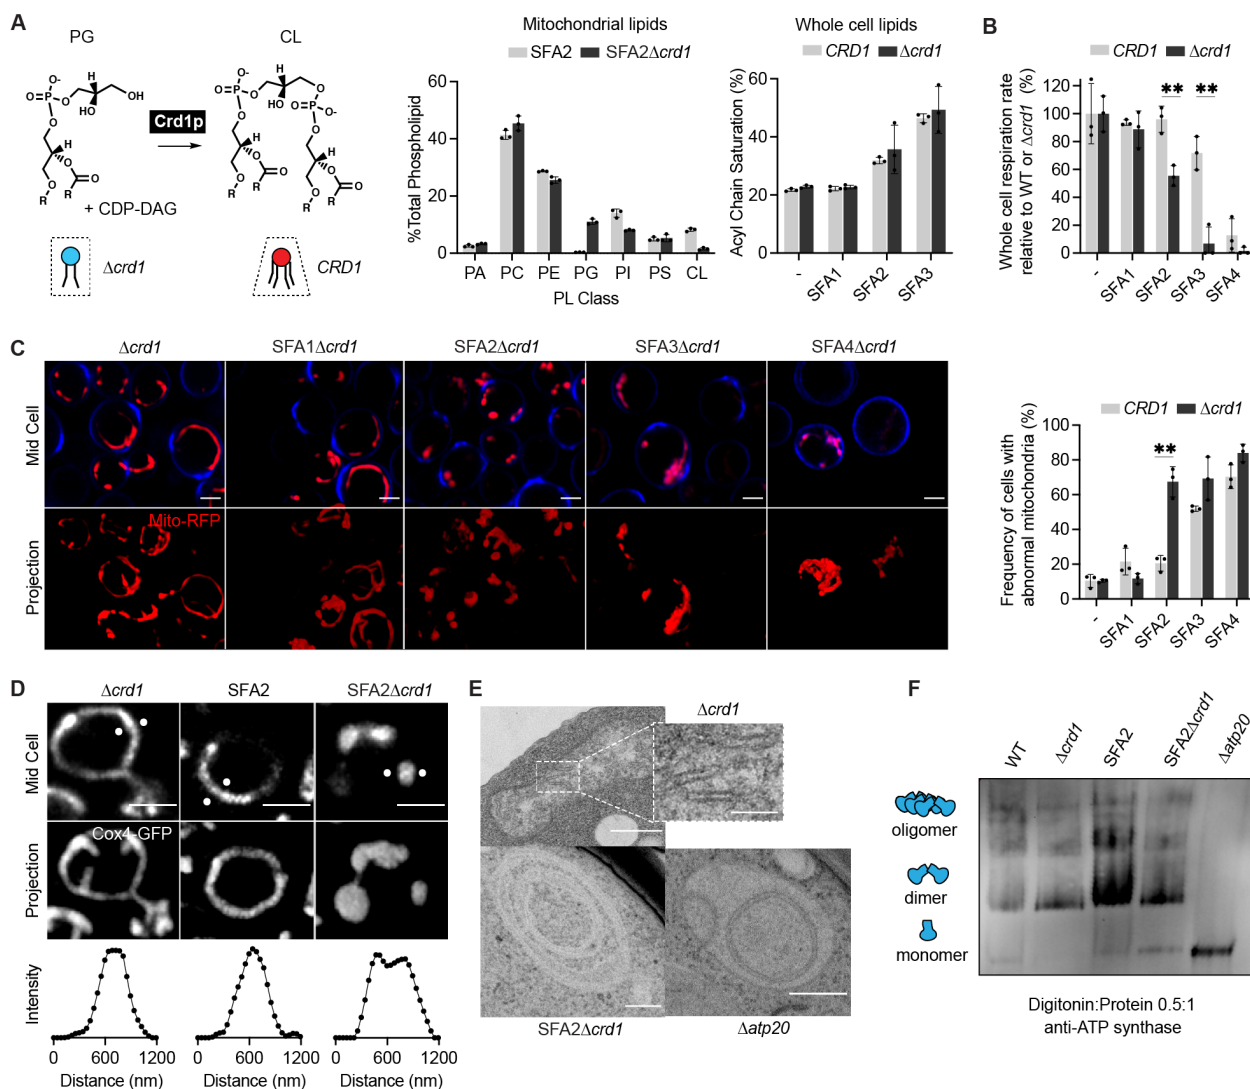 A
PG
CL
O-
P
O
O
H
HO
OH
H
O
O
O
R
R
Crd1p
+ CDP-DAG
Δcrd1
CRD1
Mitochondrial lipids
SFA2 SFA2Δcrd1
%Total Phospholipid
60
40
20
0
PA PC PE PG PI PS CL
PL Class
Whole cell lipids
CRD1 Δcrd1
Acyl Chain Saturation (%)
60
40
20
0
- SFA1 SFA2 SFA3
B
CRD1 Δcrd1
Whole cell respiration rate
relative to WT or Δcrd1 (%)
120
100
80
60
40
20
0
** **
- SFA1 SFA2 SFA3 SFA4
C
Δcrd1 SFA1Δcrd1 SFA2Δcrd1 SFA3Δcrd1 SFA4Δcrd1
Mid Cell
Mito-RFP
Projection
CRD1 Δcrd1
Frequency of cells with
abnormal mitochondria (%)
100
80
60
40
20
0
**
- SFA1 SFA2 SFA3 SFA4
D
Δcrd1 SFA2 SFA2Δcrd1
Mid Cell
Cox4-GFP
Projection
Intensity
0 600 1200 0 600 1200 0 600 1200
Distance (nm) Distance (nm) Distance (nm)
E
Δcrd1
SFA2Δcrd1 Δatp20
F
WT Δcrd1 SFA2 SFA2Δcrd1 Δatp20
oligomer
dimer
monomer
Digitonin:Protein 0.5:1
anti-ATP synthase